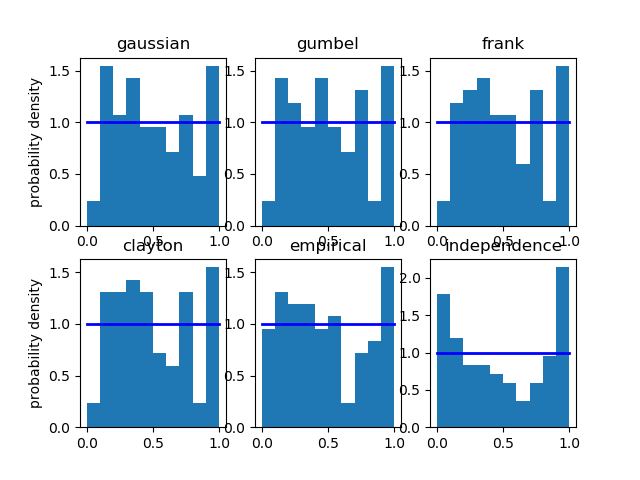 gaussian gumbel frank
probability density
1.5 1.5 1.5
1.0 1.0 1.0
0.5 0.5 0.5
0.0 0.0 0.0
0.0 0.5 1.0 0.0 0.5 1.0 0.0 0.5 1.0
clayton empirical independence
probability density
1.5 1.5 2.0
1.0 1.0 1.5
0.5 0.5 1.0
0.0 0.0 0.5
0.0
0.0 0.5 1.0 0.0 0.5 1.0 0.0 0.5 1.0